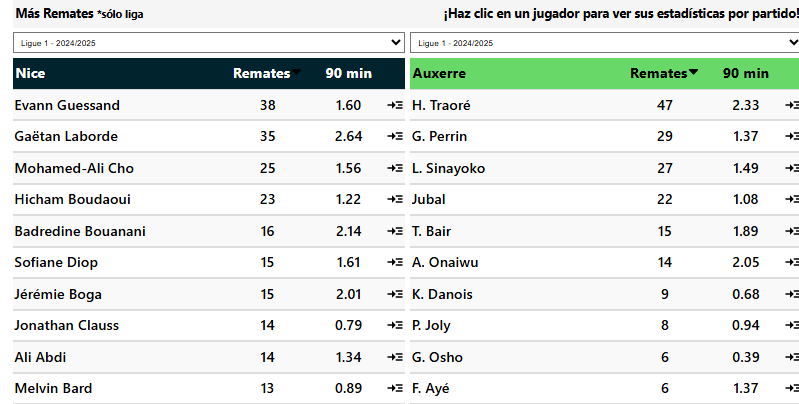 Más Remates *sólo liga
¡Haz clic en un jugador para ver sus estadísticas por partido!
Ligue 1 - 2024/2025
Ligue 1 - 2024/2025
Nice Remates 90 min
Evann Guessand 38 1.60
Gaëtan Laborde 35 2.64
Mohamed-Ali Cho 25 1.56
Hicham Boudaoui 23 1.22
Badredine Bouanani 16 2.14
Sofiane Diop 15 1.61
Jérémie Boga 15 2.01
Jonathan Clauss 14 0.79
Ali Abdi 14 1.34
Melvin Bard 13 0.89
Auxerre Remates 90 min
H. Traoré 47 2.33
G. Perrin 29 1.37
L. Sinayoko 27 1.49
Jubal 22 1.08
T. Bair 15 1.89
A. Onaiwu 14 2.05
K. Danois 9 0.68
P. Joly 8 0.94
G. Osho 6 0.39
F. Ayé 6 1.37